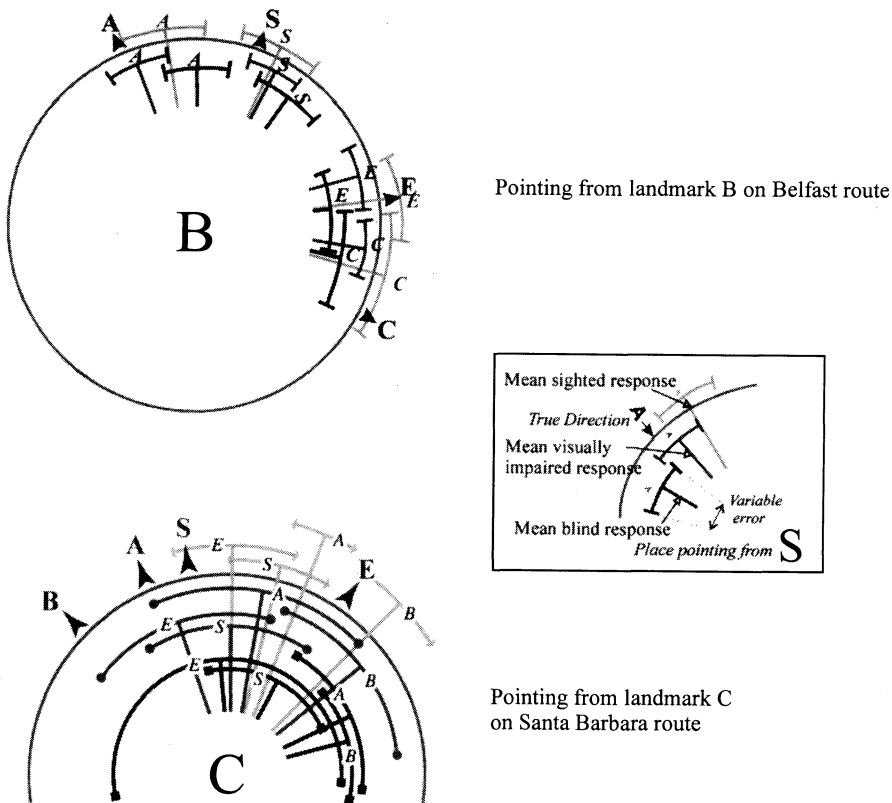 A
A
S
S
A
A
S
S
E
E
E
E
B
C
C
C
C
Pointing from landmark B on Belfast route
Mean sighted response
True Direction
A
Mean visually
impaired response
A
A
Variable
error
Mean blind response
Place pointing from S
S
E
A
A
S
E
B
A
B
E
S
E
S
A
B
B
C
Pointing from landmark C
on Santa Barbara route